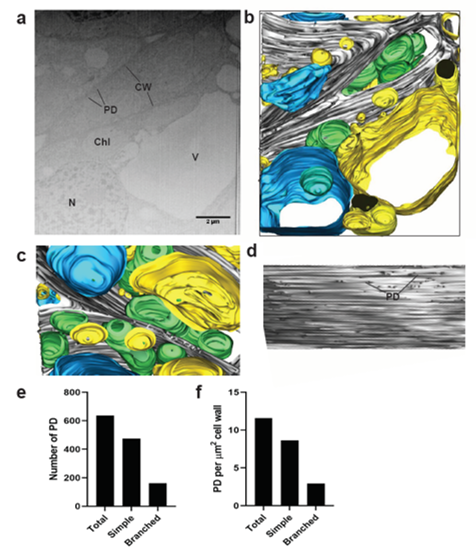 a
b
CW
PD
Chl
V
N
2 µm
c
d
PD
e
f
Number of PD
800
600
400
200
0
Total
Simple
Branched
PD per µm² cell wall
15
10
5
0
Total
Simple
Branched